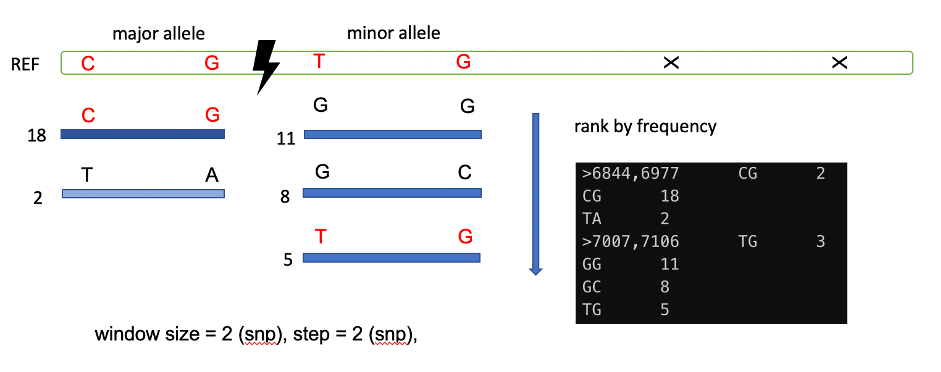 major allele
minor allele
REF C G T G X X
C G
G G
18
11
rank by frequency
T A
G C
2
8
T G
5
>6844,6977 CG 2
CG 18
TA 2
>7007,7106 TG 3
GG 11
GC 8
TG 5
window size = 2 (snp), step = 2 (snp),